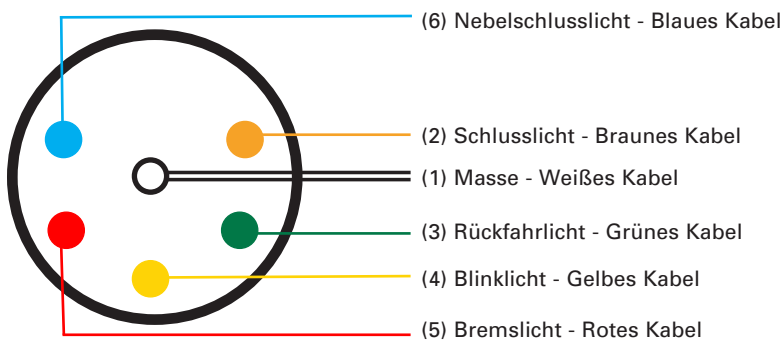 (6) Nebelschlusslicht - Blaues Kabel
(2) Schlusslicht - Braunes Kabel
(1) Masse - Weißes Kabel
(3) Rückfahrlicht - Grünes Kabel
(4) Blinklicht - Gelbes Kabel
(5) Bremslicht - Rotes Kabel